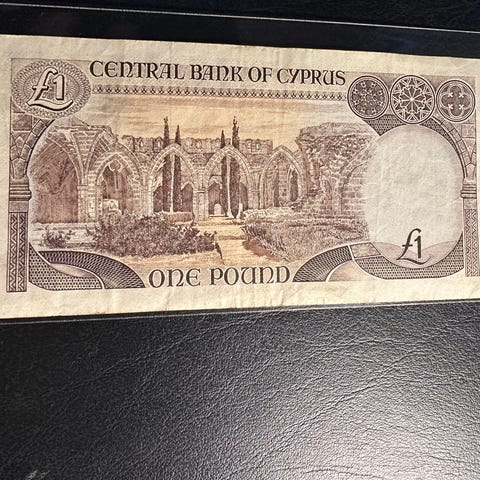 £1
CENTRAL BANK OF CYPRUS
£1
ONE POUND